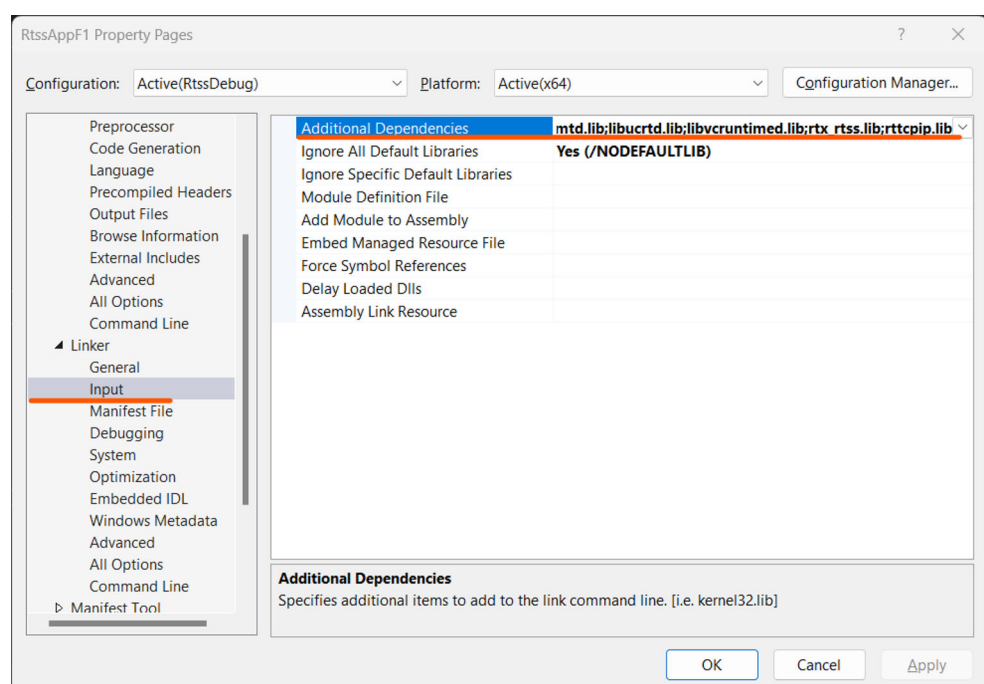 RtssAppF1 Property Pages ? ×
Configuration: Active(RtssDebug) Platform: Active(x64) Configuration Manager...
Preprocessor
Code Generation
Language
Precompiled Headers
Output Files
Browse Information
External Includes
Advanced
All Options
Command Line
Linker
General
Input
Manifest File
Debugging
System
Optimization
Embedded IDL
Windows Metadata
Advanced
All Options
Command Line
Manifest Tool
Additional Dependencies mtd.lib;libucrtd.lib;libvcruntimed.lib;rtx_rtss.lib;rttcpip.lib
Ignore All Default Libraries Yes (/NODEFAULTLIB)
Ignore Specific Default Libraries
Module Definition File
Add Module to Assembly
Embed Managed Resource File
Force Symbol References
Delay Loaded Dlls
Assembly Link Resource
Additional Dependencies
Specifies additional items to add to the link command line. [i.e. kernel32.lib]
OK Cancel Apply